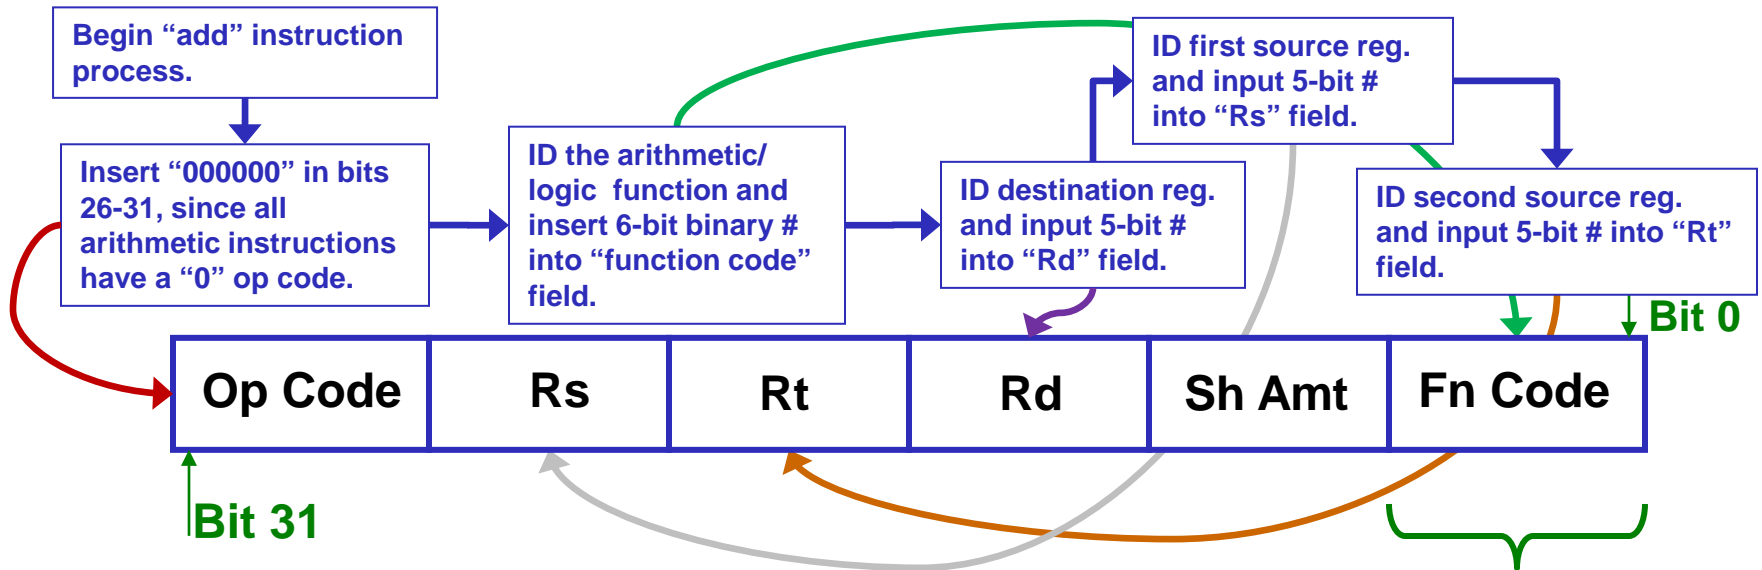 Begin “add” instruction
process.
ID first source reg.
and input 5-bit #
into “Rs” field.
Insert “000000” in bits
26-31, since all
arithmetic instructions
have a “0” op code.
ID the arithmetic/
logic function and
insert 6-bit binary #
into “function code”
field.
ID destination reg.
and input 5-bit #
into “Rd” field.
ID second source reg.
and input 5-bit # into “Rt”
field.
Bit 0
Op Code
Rs
Rt
Rd
Sh Amt
Fn Code
Bit 31